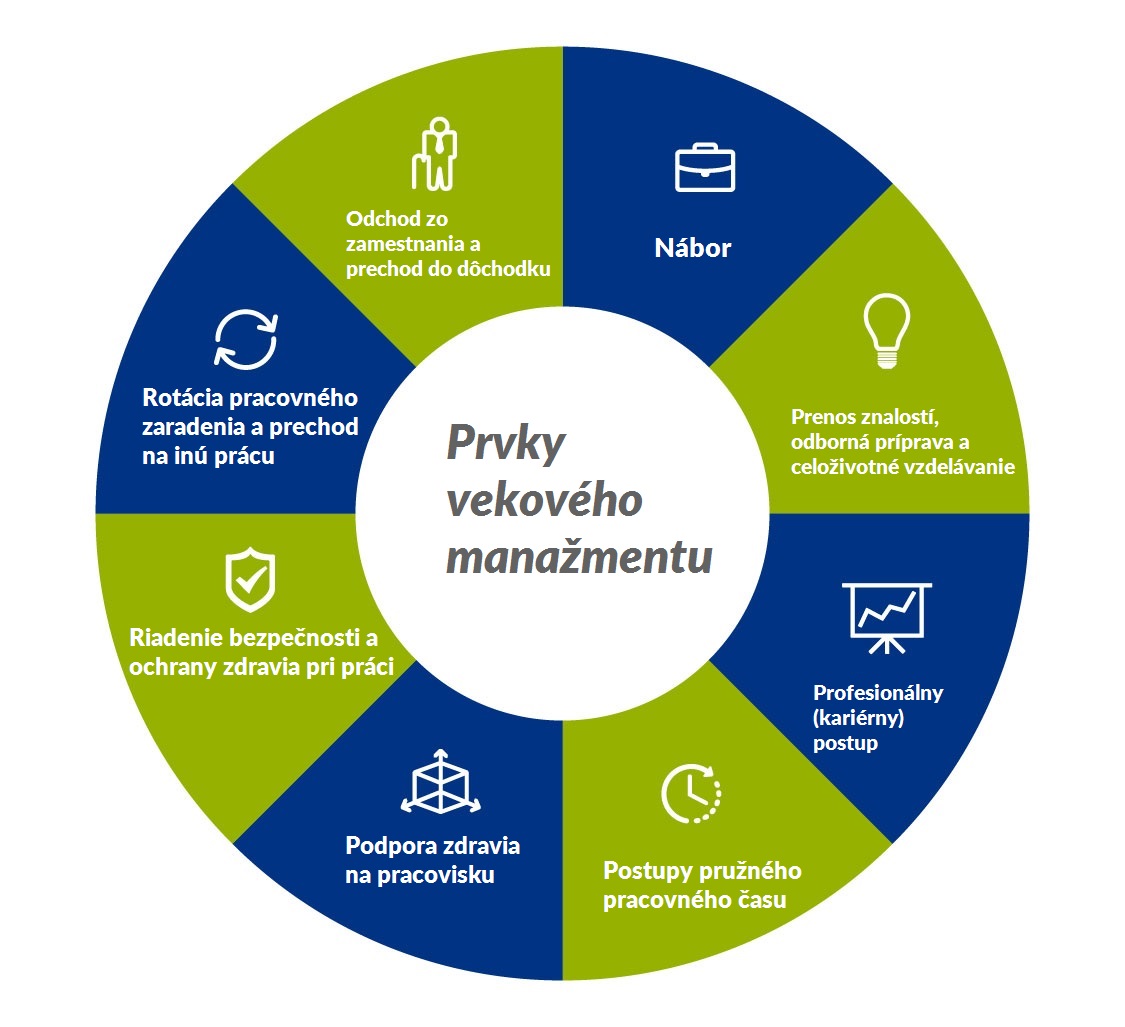 Prvky
vekového
manažmentu
Nábor
Prenos znalostí,
odborná príprava a
celoživotné vzdelávanie
Profesionálny
(kariérny)
postup
Postupy pružného
pracovného času
Podpora zdravia
na pracovisku
Riadenie bezpečnosti a
ochrany zdravia pri práci
Rotácia pracovného
zaradenia a prechod
na inú prácu
Odchod zo
zamestnania a
prechod do dôchodku